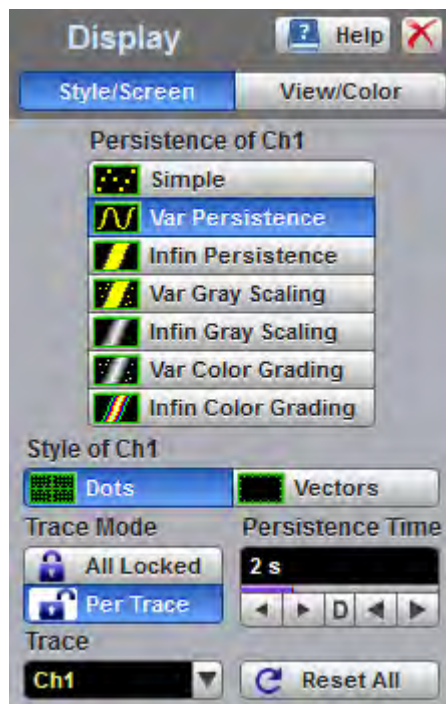 Display
? Help
Style/Screen View/Color
Persistence of Ch1
Simple
Var Persistence
Infin Persistence
Var Gray Scaling
Infin Gray Scaling
Var Color Grading
Infin Color Grading
Style of Ch1
Dots Vectors
Trace Mode Persistence Time
All Locked 2 s
Per Trace D
Trace
Ch1 Reset All